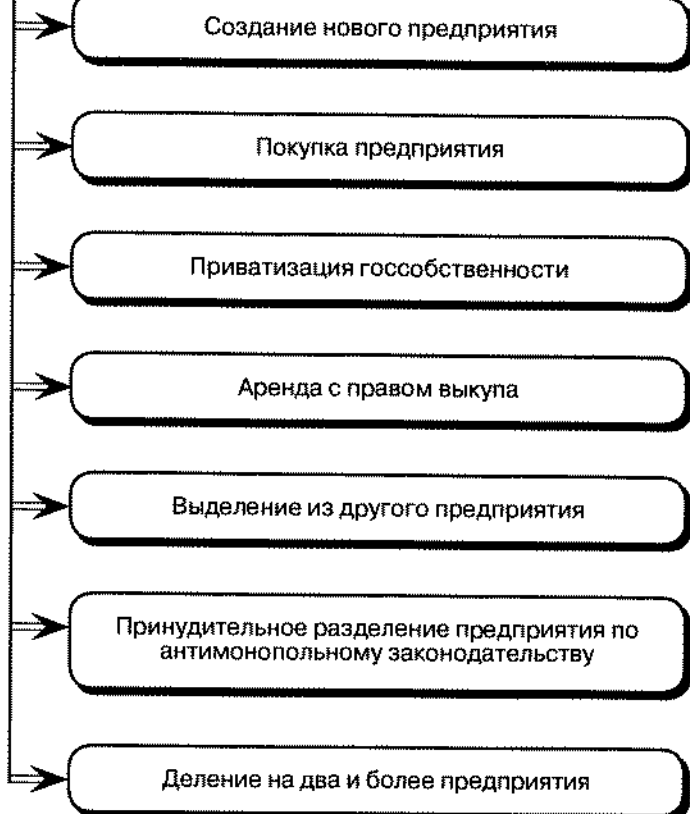 Создание нового предприятия
Покупка предприятия
Приватизация госсобственности
Аренда с правом выкупа
Выделение из другого предприятия
Принудительное разделение предприятия по
антимонопольному законодательству
Деление на два и более предприятия